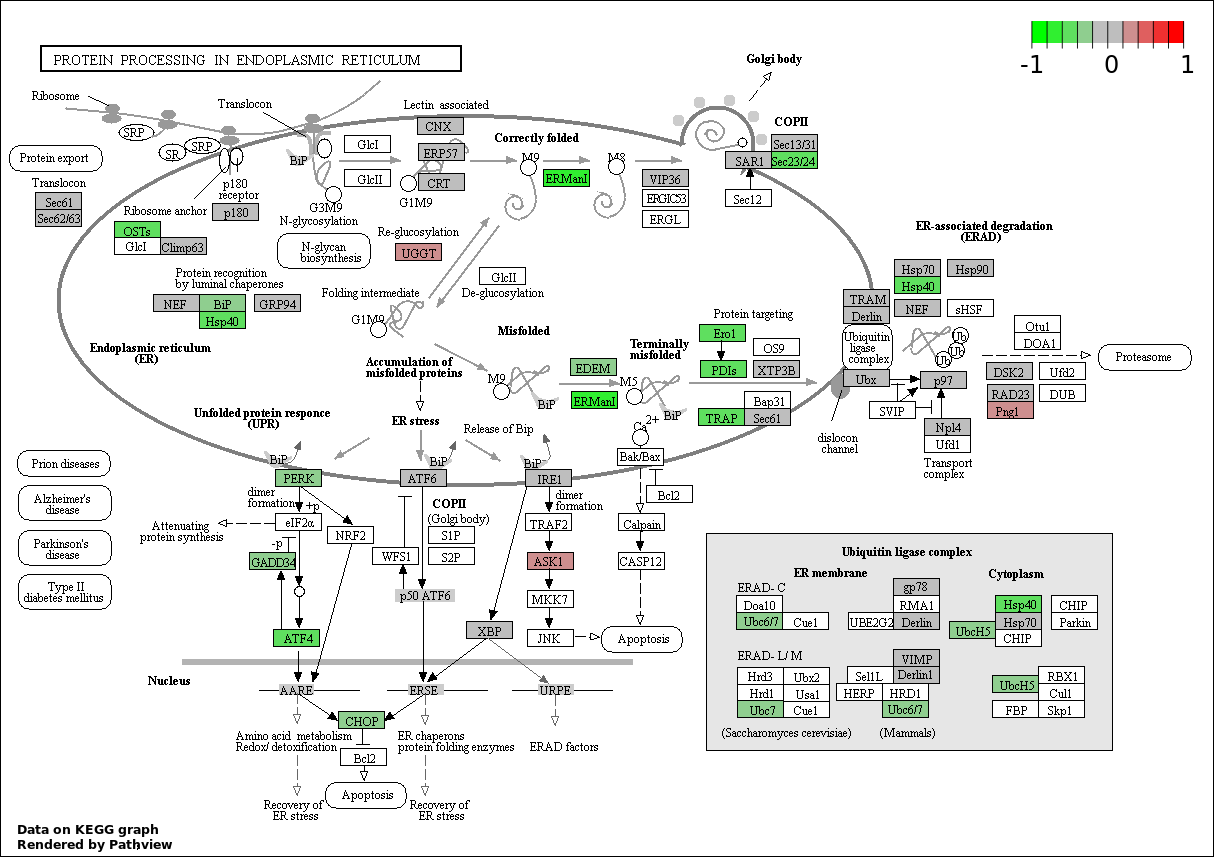 PROTEIN PROCESSING IN ENDOPLASMIC RETICULUM
-1
0
1
Golgi body
Ribosome
Translocon
Lectin associated
SRP
SR
SRP
BiP
GlcI
GlcII
CNX
ERP57
CRT
G1M9
Correctly folded
M9
ERManI
M8
VIP36
ERGIC53
ERGL
COPII
Sec13/31
Sec23/24
SAR1
Sec12
Protein export
Translocon
Sec61
Sec62/63
p180
receptor
Ribosome anchor
p180
OSTs
GlcI
Climp63
G3M9
N-glycosylation
N-glycan
biosynthesis
Re-glucosylation
UGGT
GlcII
De-glucosylation
Protein recognition
by luminal chaperones
NEF
BiP
GRP94
Hsp40
Folding intermediate
G1M9
Endoplasmic reticulum
(ER)
Misfolded
Accumulation of
misfolded proteins
M9
BiP
EDEM
ERManI
Terminally
misfolded
M5
BiP
Protein targeting
Ero1
OS9
PDIs
XTP3B
Bap31
TRAP
Sec61
ER-associated degradation
(ERAD)
Hsp70
Hsp90
Hsp40
TRAM
Derlin
NEF
sHSF
Ubiquitin
ligase
complex
Ub
Ub
Ub
Otu1
DOA1
Proteasome
Ubx
p97
DSK2
Ufd2
RAD23
DUB
Png1
SVIP
Npl4
Ufd1
Transport
complex
dislocon
channel
Unfolded protein responce
(UPR)
ER stress
Release of Bip
Ca2+
Bak/Bax
Bcl2
Calpain
CASP12
Apoptosis
Prion diseases
Alzheimer's
disease
Parkinson's
disease
Type II
diabetes mellitus
BiP
PERK
BiP
ATF6
BiP
IRE1
dimer
formation
+p
eIF2α
Attenuating
protein synthesis
-p
GADD34
NRF2
ATF4
COPII
(Golgi body)
S1P
S2P
WFS1
p50 ATF6
dimer
formation
TRAF2
ASK1
MKK7
JNK
XBP
Nucleus
AARE
ERSE
URPE
CHOP
Amino acid metabolism
Redox/ detoxification
ER chaperons
protein folding enzymes
ERAD factors
Bcl2
Apoptosis
Recovery of
ER stress
Recovery of
ER stress
Ubiquitin ligase complex
ER membrane
Cytoplasm
ERAD- C
Doa10
Ubc6/7
Cue1
gp78
RMA1
UBE2G2
Derlin
Hsp40
CHIP
UbcH5
Hsp70
Parkin
CHIP
ERAD- L/ M
Hrd3
Ubx2
Hrd1
Usa1
Ubc7
Cue1
VIMP
Sel1L
Derlin1
HERP
HRD1
Ubc6/7
UbcH5
RBX1
Cul1
FBP
Skp1
(Saccharomyces cerevisiae)
(Mammals)
Data on KEGG graph
Rendered by Pathview